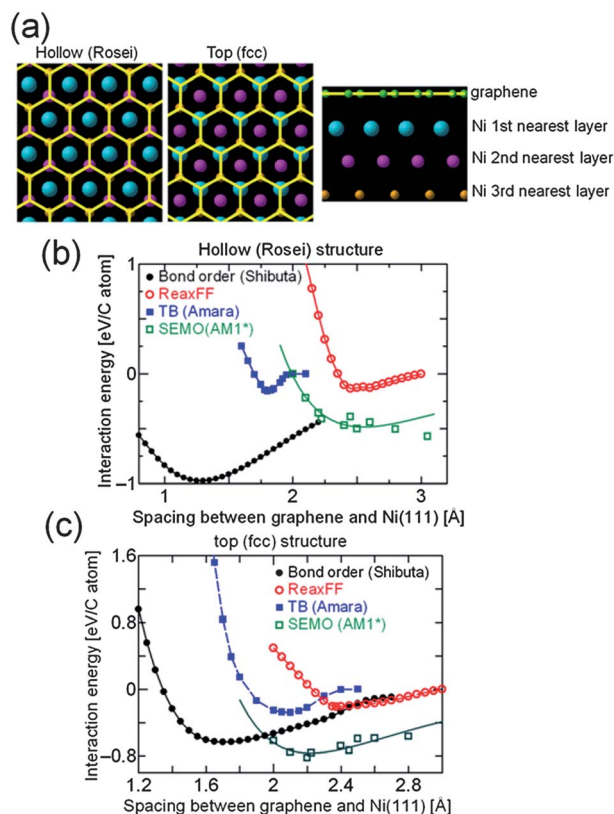 (a)
Hollow (Rosei)
Top (fcc)
graphene
Ni 1st nearest layer
Ni 2nd nearest layer
Ni 3rd nearest layer
(b)
Hollow (Rosei) structure
Interaction energy [eV/C atom]
1
0
−1
Bond order (Shibuta)
ReaxFF
TB (Amara)
SEMO(AM1*)
1 2 3
Spacing between graphene and Ni(111) [Å]
(c)
top (fcc) structure
Interaction energy [eV/C atom]
1.6
0.8
0
−0.8
Bond order (Shibuta)
ReaxFF
TB (Amara)
SEMO (AM1*)
1.2 1.6 2 2.4 2.8
Spacing between graphene and Ni(111) [Å]